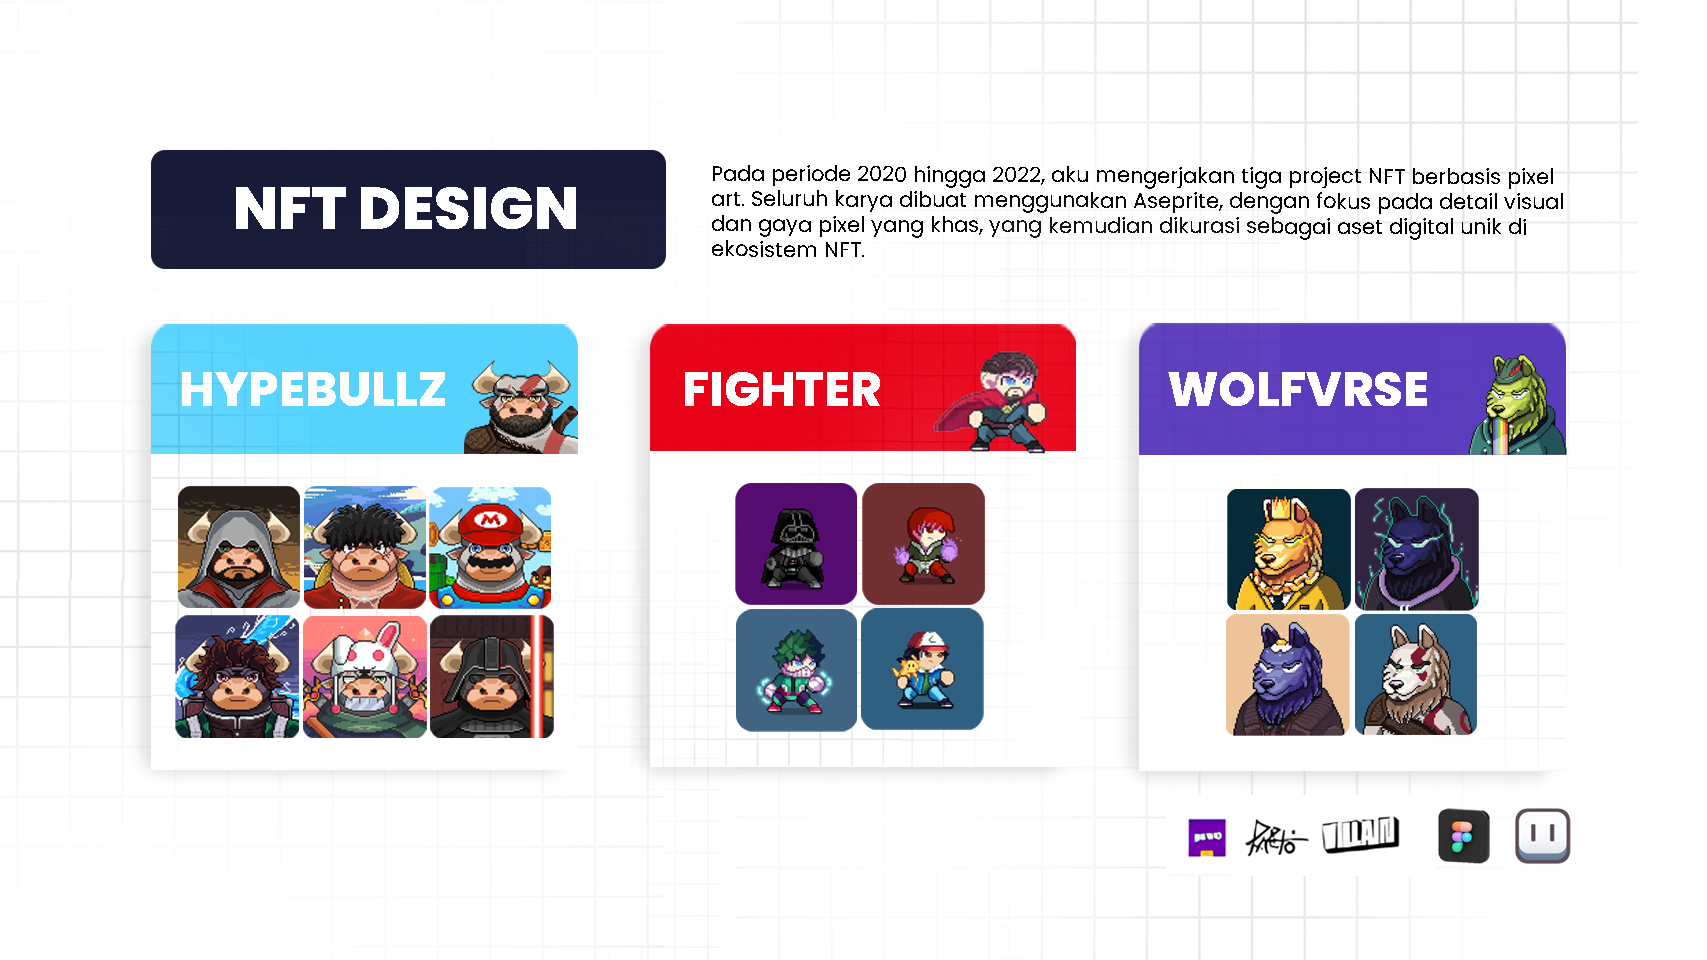 NFT DESIGN
Pada periode 2020 hingga 2022, aku mengerjakan tiga project NFT berbasis pixel
art. Seluruh karya dibuat menggunakan Aseprite, dengan fokus pada detail visual
dan gaya pixel yang khas, yang kemudian dikurasi sebagai aset digital unik di
ekosistem NFT.
HYPEBULLZ
FIGHTER
WOLFVRSE
M
VILLAIN